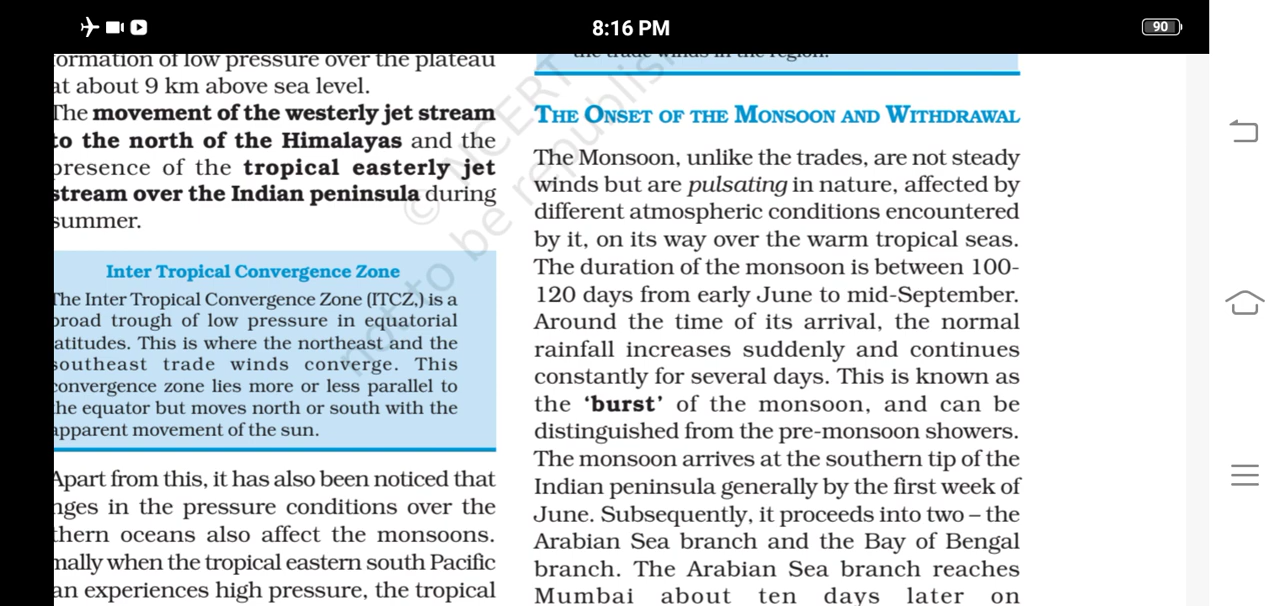 8:16 PM
90
ormation of low pressure over the plateau
at about 9 km above sea level.
The movement of the westerly jet stream
to the north of the Himalayas and the
presence of the tropical easterly jet
stream over the Indian peninsula during
summer.
Inter Tropical Convergence Zone
The Inter Tropical Convergence Zone (ITCZ,) is a
broad trough of low pressure in equatorial
atitudes. This is where the northeast and the
southeast trade winds converge. This
convergence zone lies more or less parallel to
the equator but moves north or south with the
apparent movement of the sun.
Apart from this, it has also been noticed that
nges in the pressure conditions over the
thern oceans also affect the monsoons.
mally when the tropical eastern south Pacific
an experiences high pressure, the tropical
the trade winds in the region.
THE ONSET OF THE MONSOON AND WITHDRAWAL
The Monsoon, unlike the trades, are not steady
winds but are pulsating in nature, affected by
different atmospheric conditions encountered
by it, on its way over the warm tropical seas.
The duration of the monsoon is between 100-
120 days from early June to mid-September.
Around the time of its arrival, the normal
rainfall increases suddenly and continues
constantly for several days. This is known as
the ‘burst’ of the monsoon, and can be
distinguished from the pre-monsoon showers.
The monsoon arrives at the southern tip of the
Indian peninsula generally by the first week of
June. Subsequently, it proceeds into two – the
Arabian Sea branch and the Bay of Bengal
branch. The Arabian Sea branch reaches
Mumbai about ten days later on
© NCERT
not to be republis